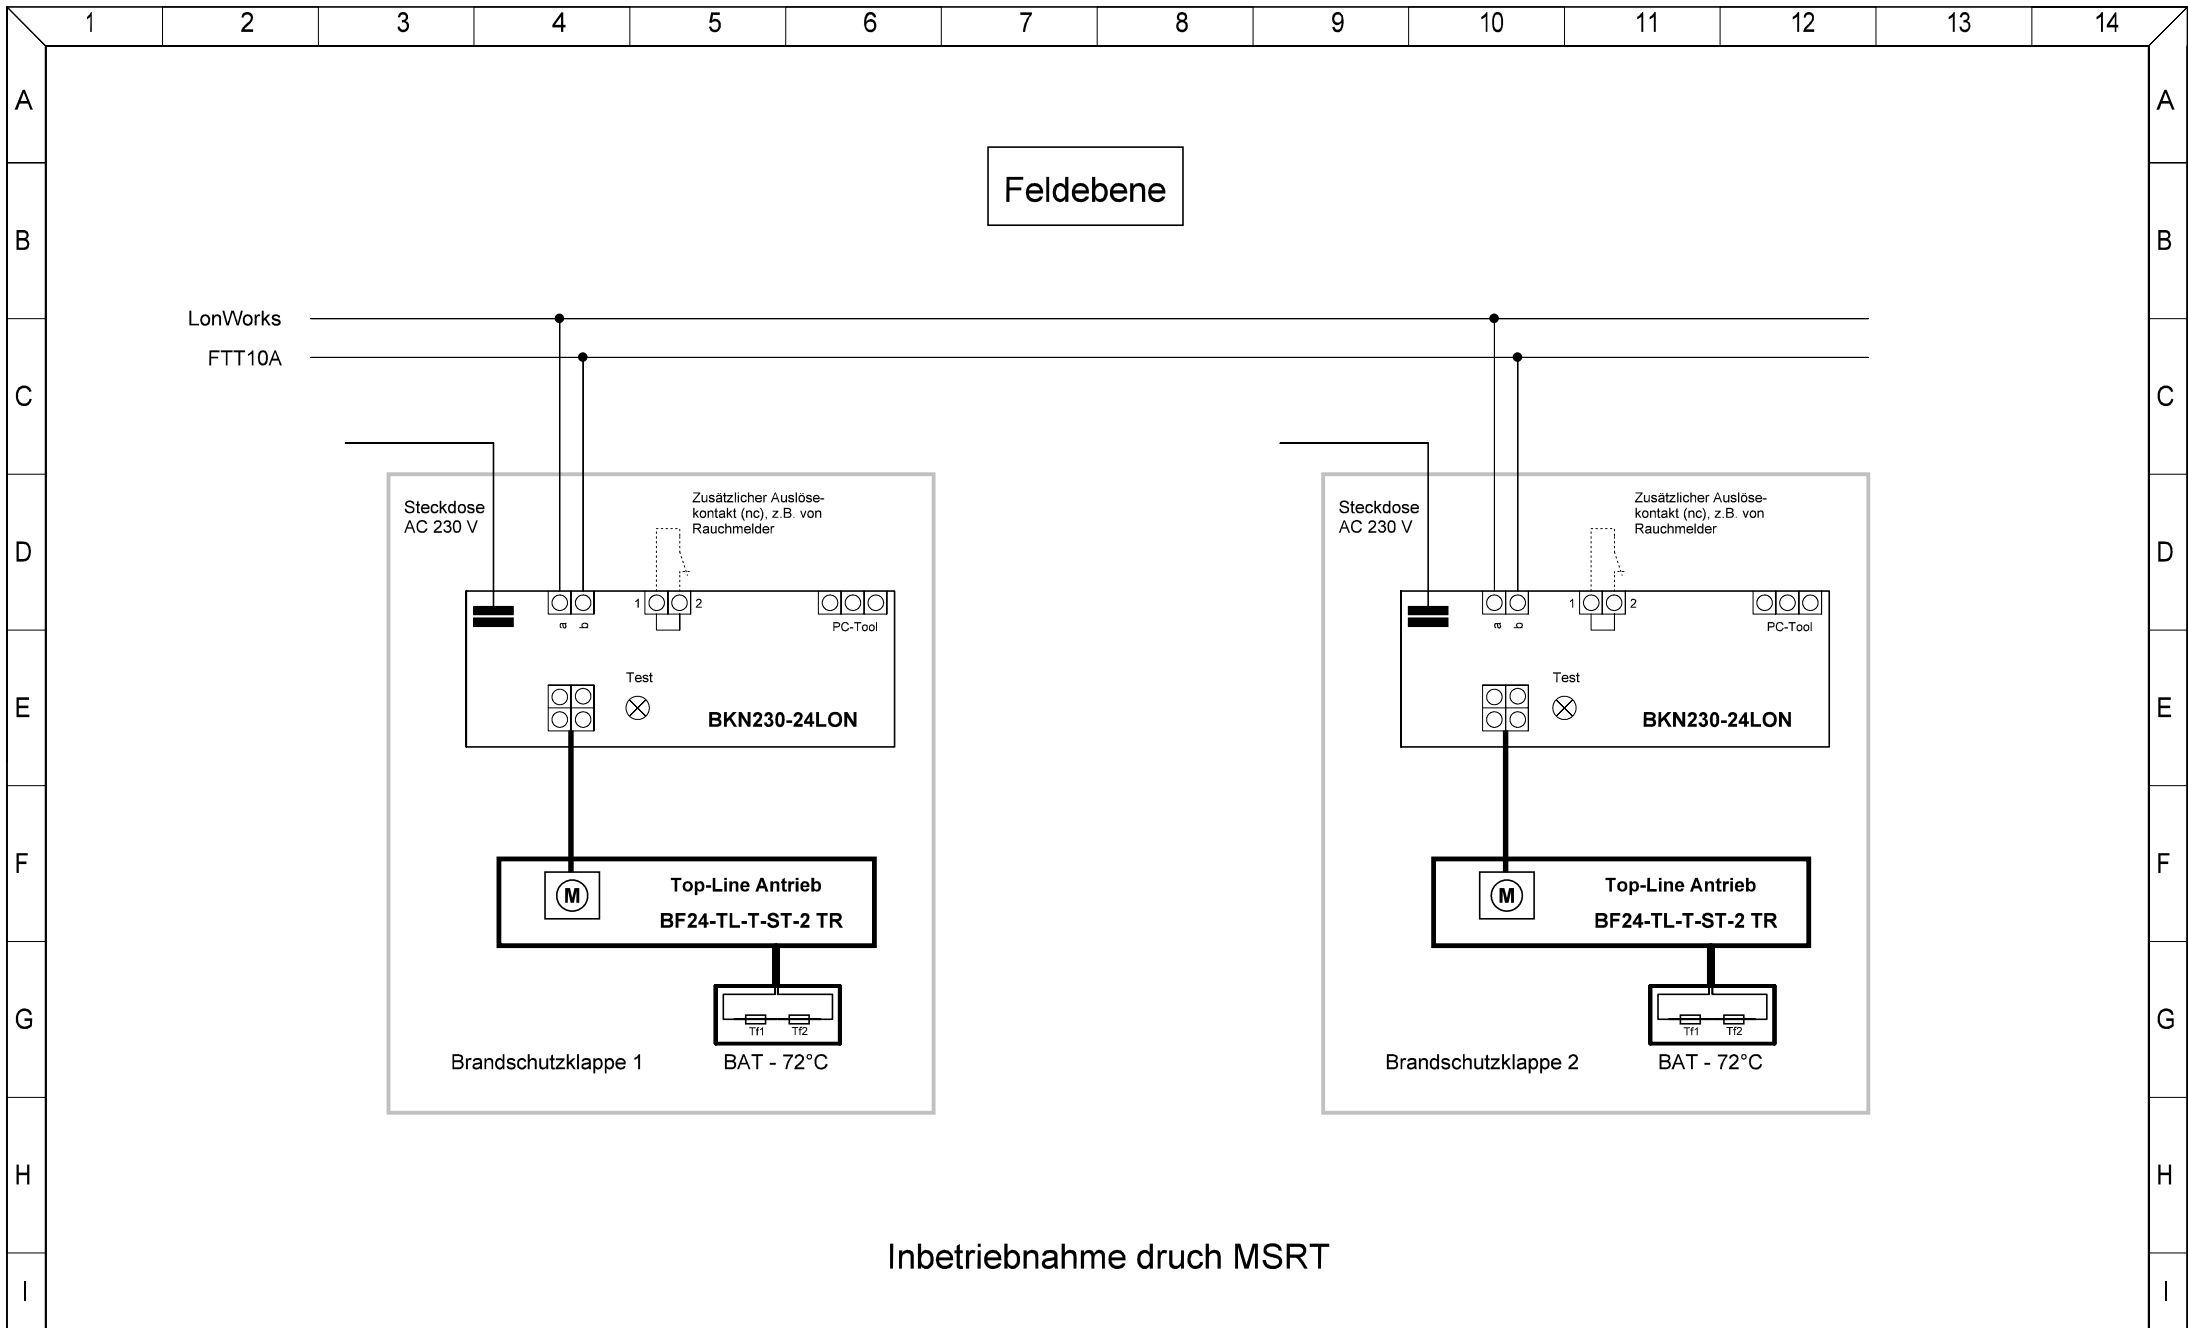 1 2 3 4 5 6 7 8 9 10 11 12 13 14
A A
Feldebene
B B
LonWorks
FTT10A
C C
Steckdose
AC 230 V
Zusätzlicher Auslöse-
kontakt (nc), z.B. von
Rauchmelder
Steckdose
AC 230 V
Zusätzlicher Auslöse-
kontakt (nc), z.B. von
Rauchmelder
D D
1 2
a b
PC-Tool
1 2
a b
PC-Tool
Test
Test
E E
BKN230-24LON
BKN230-24LON
F F
M
Top-Line Antrieb
BF24-TL-T-ST-2 TR
M
Top-Line Antrieb
BF24-TL-T-ST-2 TR
G G
Tf1 Tf2
Tf1 Tf2
Brandschutzklappe 1
BAT - 72°C
Brandschutzklappe 2
BAT - 72°C
H H
Inbetriebnahme druch MSRT
I I